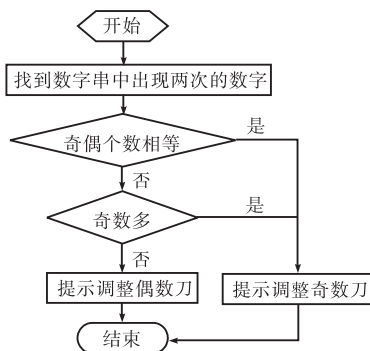 开始
找到数字串中出现两次的数字
奇偶个数相等
是
否
奇数多
是
否
提示调整偶数刀
提示调整奇数刀
结束